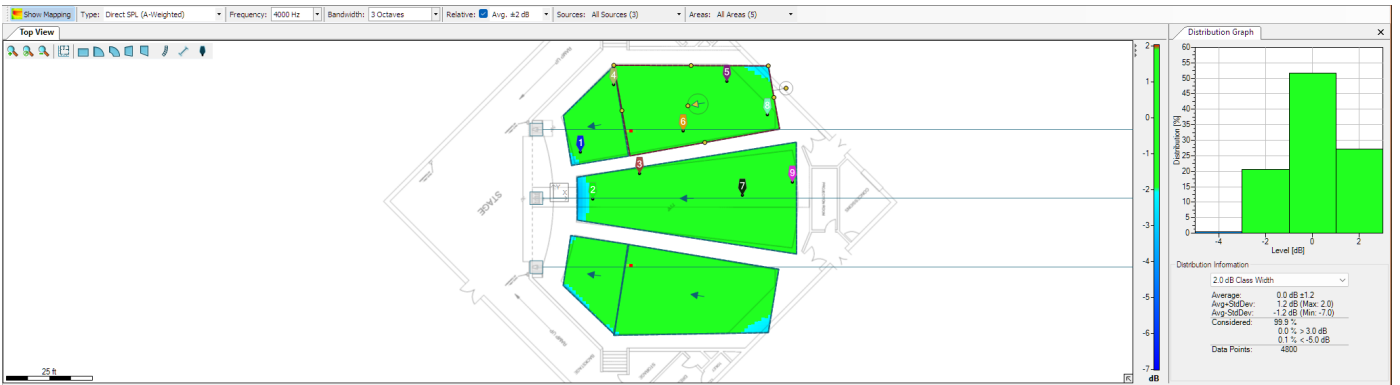 Show Mapping Type: Direct SPL (A-Weighted) Frequency: 4000 Hz Bandwidth: 3 Octaves Relative: Avg, ±2 dB Sources: All Sources (3) Areas: All Areas (5)
Top View
Distribution Graph X
STAGE
1
2
3
4
5
6
7
8
9
25 ft
2
1
0
-1
-2
-3
-4
-5
-6
-7
dB
Distribution [%]
60
55
50
45
40
35
30
25
20
15
10
5
0
-4 -2 0 2
Level [dB]
Distribution Information
2.0 dB Class Width
Average: 0.0 dB ±1.2
Avg+StdDev: 1.2 dB (Max: 2.0)
Avg-StdDev: -1.2 dB (Min: -7.0)
Considered: 99.9 %
0.0 % > 3.0 dB
0.1 % < -5.0 dB
Data Points: 4800